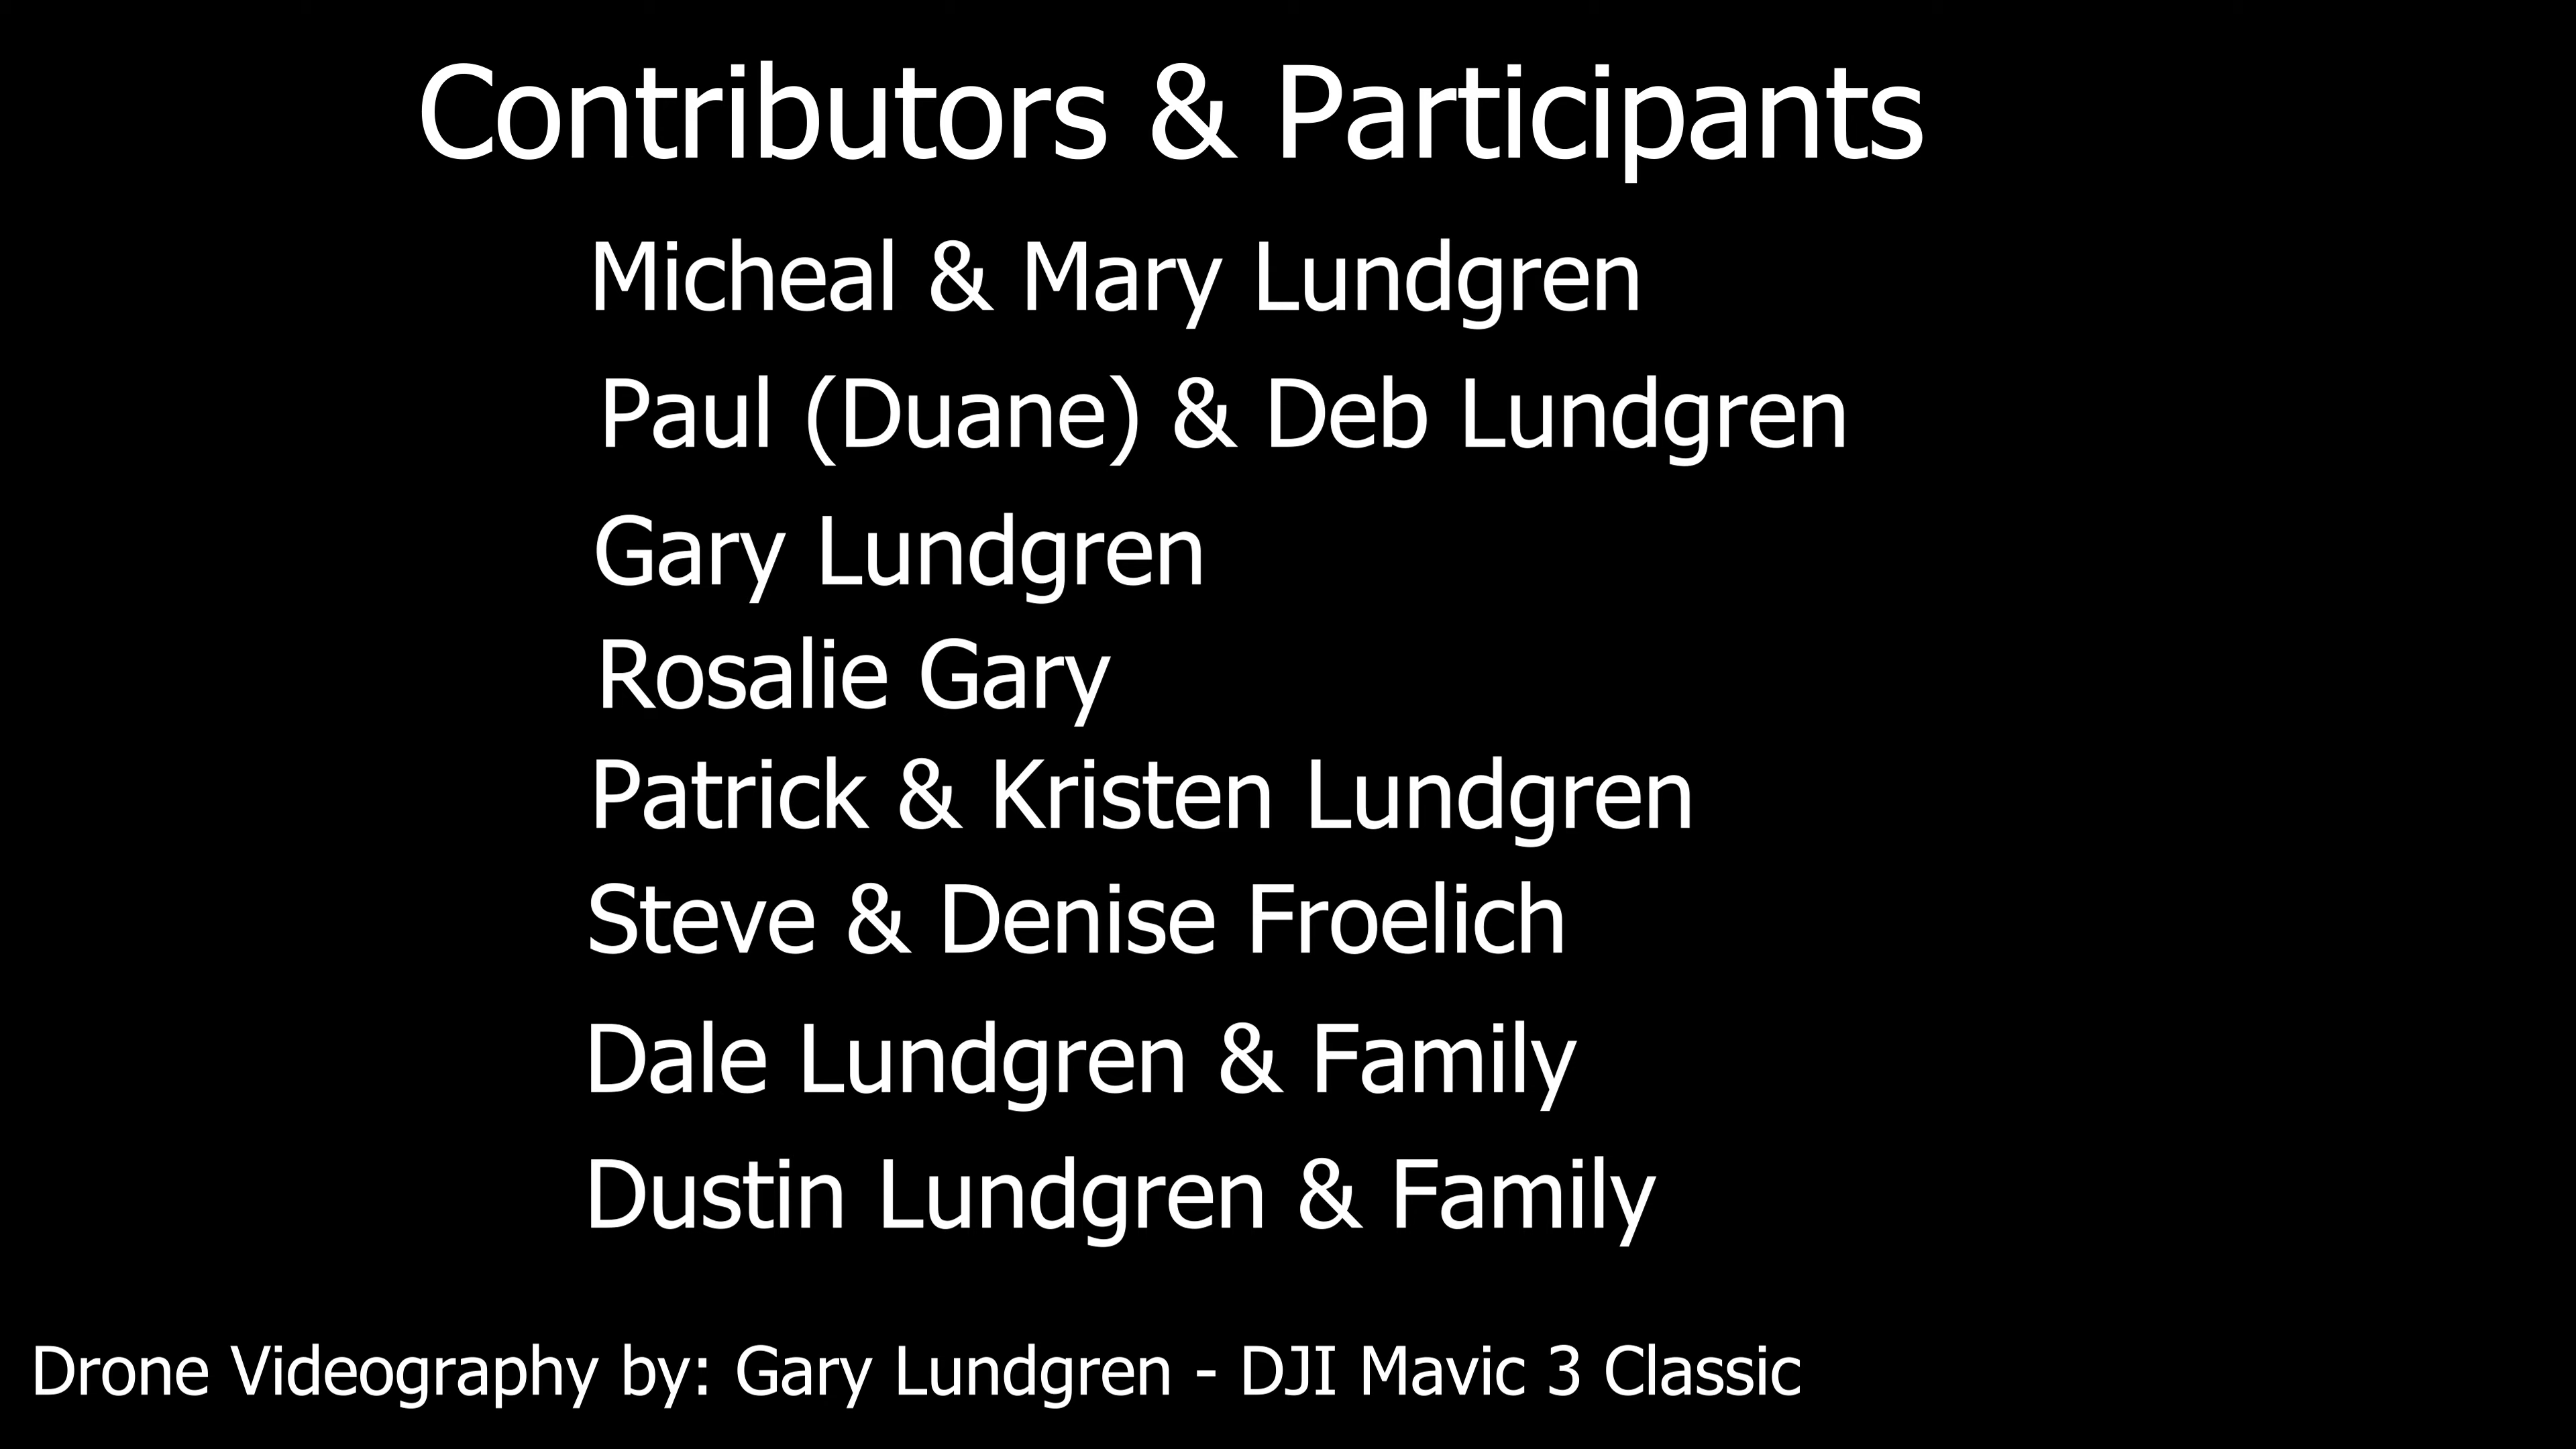 Contributors & Participants
Micheal & Mary Lundgren
Paul (Duane) & Deb Lundgren
Gary Lundgren
Rosalie Gary
Patrick & Kristen Lundgren
Steve & Denise Froelich
Dale Lundgren & Family
Dustin Lundgren & Family
Drone Videography by: Gary Lundgren - DJI Mavic 3 Classic